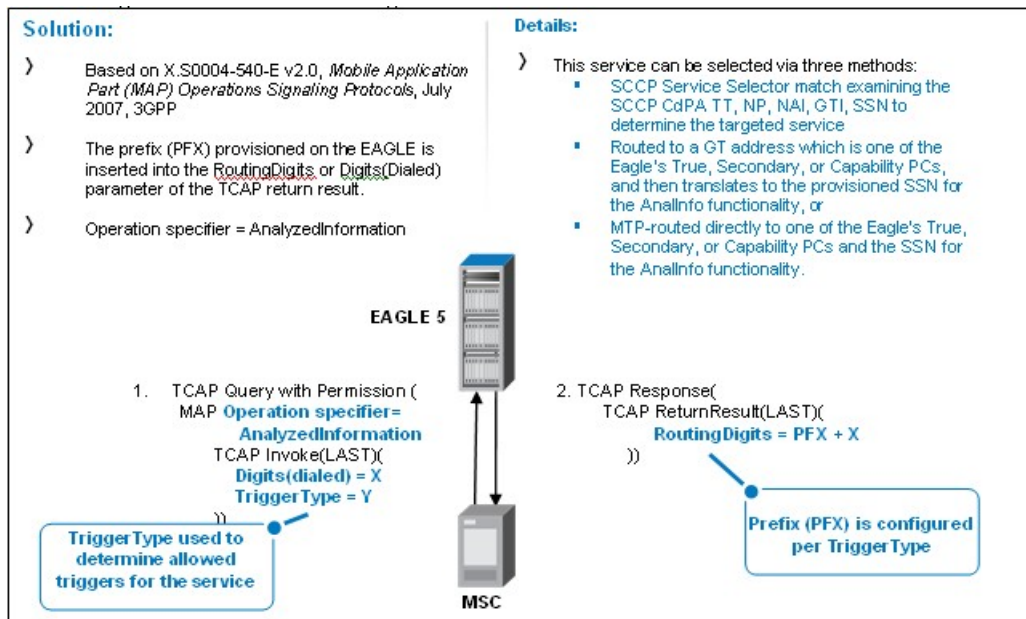 Solution:
》 Based on X.S0004-540-E v2.0, Mobile Application
Part (MAP) Operations Signaling Protocols, July
2007, 3GPP
》 The prefix (PFX) provisioned on the EAGLE is
inserted into the RoutingDigits or Digits(Dialed)
parameter of the TCAP return result.
》 Operation specifier = AnalyzedInformation
Details:
》 This service can be selected via three methods:
▪ SCCP Service Selector match examining the
SCCP CdPA TT, NP, NAI, GTI, SSN to
determine the targeted service
▪ Routed to a GT address which is one of the
Eagle's True, Secondary, or Capability PCs,
and then translates to the provisioned SSN for
the AnalInfo functionality, or
▪ MTP-routed directly to one of the Eagle's True,
Secondary, or Capability PCs and the SSN for
the AnalInfo functionality.
EAGLE 5
1. TCAP Query with Permission (
MAP Operation specifier=
AnalyzedInformation
TCAP Invoke(LAST)(
Digits(dialed) = X
TriggerType = Y
))
TriggerType used to
determine allowed
triggers for the service
2. TCAP Response(
TCAP ReturnResult(LAST)(
RoutingDigits = PFX + X
))
Prefix (PFX) is configured
per TriggerType
MSC